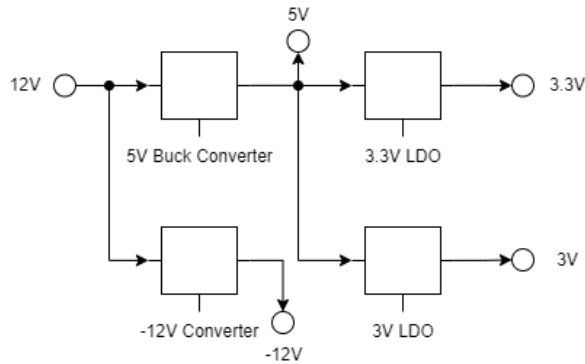 5V
12V
3.3V
5V Buck Converter
3.3V LDO
3V
-12V Converter
-12V
3V LDO